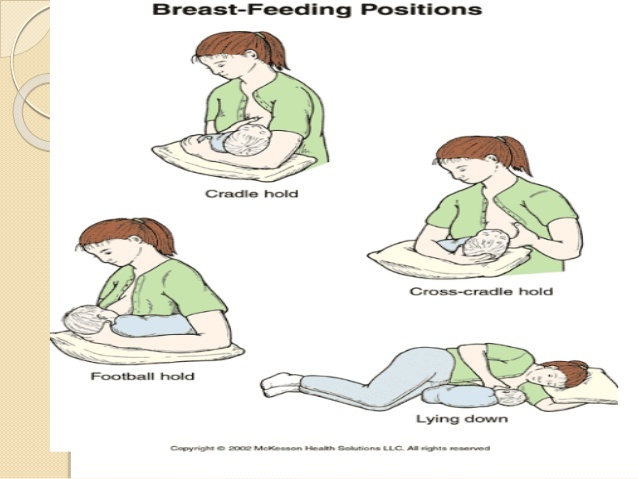 Breast-Feeding Positions
Cradle hold
Cross-cradle hold
Football hold
Lying down
Copyright © 2002 McKesson Health Solutions LLC. All rights reserved